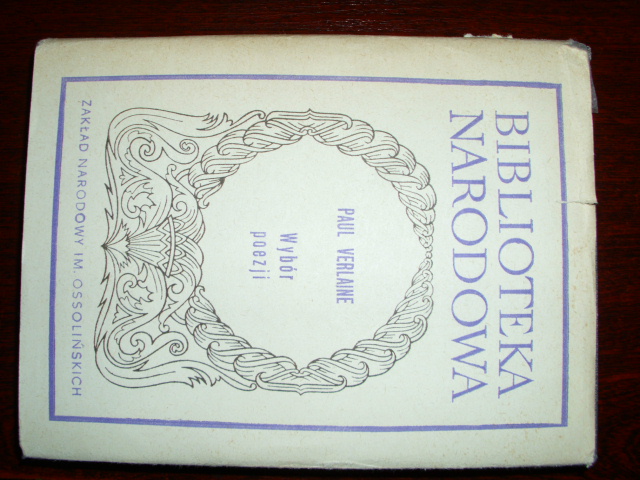 BIBLIOTEKA
NARODOWA
PAUL VERLAINE
Wybór
poezji
ZAKŁAD NARODOWY IM. OSSOLIŃSKICH